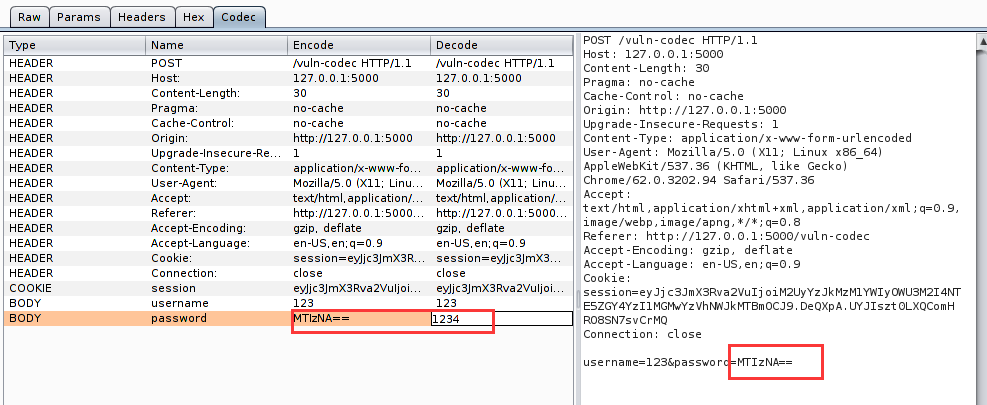 Raw Params Headers Hex Codec
Type Name Encode Decode
HEADER POST /vuln-codec HTTP/1.1 /vuln-codec HTTP/1.1
HEADER Host: 127.0.0.1:5000 127.0.0.1:5000
HEADER Content-Length: 30 30
HEADER Pragma: no-cache no-cache
HEADER Cache-Control: no-cache no-cache
HEADER Origin: http://127.0.0.1:5000 http://127.0.0.1:5000
HEADER Upgrade-Insecure-Re... 1 1
HEADER Content-Type: application/x-www-fo... application/x-www-fo...
HEADER User-Agent: Mozilla/5.0 (X11; Linu... Mozilla/5.0 (X11; Linu...
HEADER Accept: text/html,application/... text/html,application/...
HEADER Referer: http://127.0.0.1:5000... http://127.0.0.1:5000...
HEADER Accept-Encoding: gzip, deflate gzip, deflate
HEADER Accept-Language: en-US,en;q=0.9 en-US,en;q=0.9
HEADER Cookie: session=eyJjc3JmX3R... session=eyJjc3JmX3R...
HEADER Connection: close close
COOKIE session eyJjc3JmX3Rva2VuIjoi... eyJjc3JmX3Rva2VuIjoi...
BODY username 123 123
BODY password MTIzNA== 1234
POST /vuln-codec HTTP/1.1
Host: 127.0.0.1:5000
Content-Length: 30
Pragma: no-cache
Cache-Control: no-cache
Origin: http://127.0.0.1:5000
Upgrade-Insecure-Requests: 1
Content-Type: application/x-www-form-urlencoded
User-Agent: Mozilla/5.0 (X11; Linux x86_64)
AppleWebKit/537.36 (KHTML, like Gecko)
Chrome/62.0.3202.94 Safari/537.36
Accept:
text/html,application/xhtml+xml,application/xml;q=0.9,
image/webp,image/apng,*/*;q=0.8
Referer: http://127.0.0.1:5000/vuln-codec
Accept-Encoding: gzip, deflate
Accept-Language: en-US,en;q=0.9
Cookie:
session=eyJjc3JmX3Rva2VuIjoiM2UyYzJkMzM1YWIyOWU3M2I4NT
E5ZGY4YzI1MGMwYzVhNWJkMTBmOCJ9.DeQXpA.UYJIsztOLXQComH
RO8SN7svCrMQ
Connection: close
username=123&password=MTIzNA==